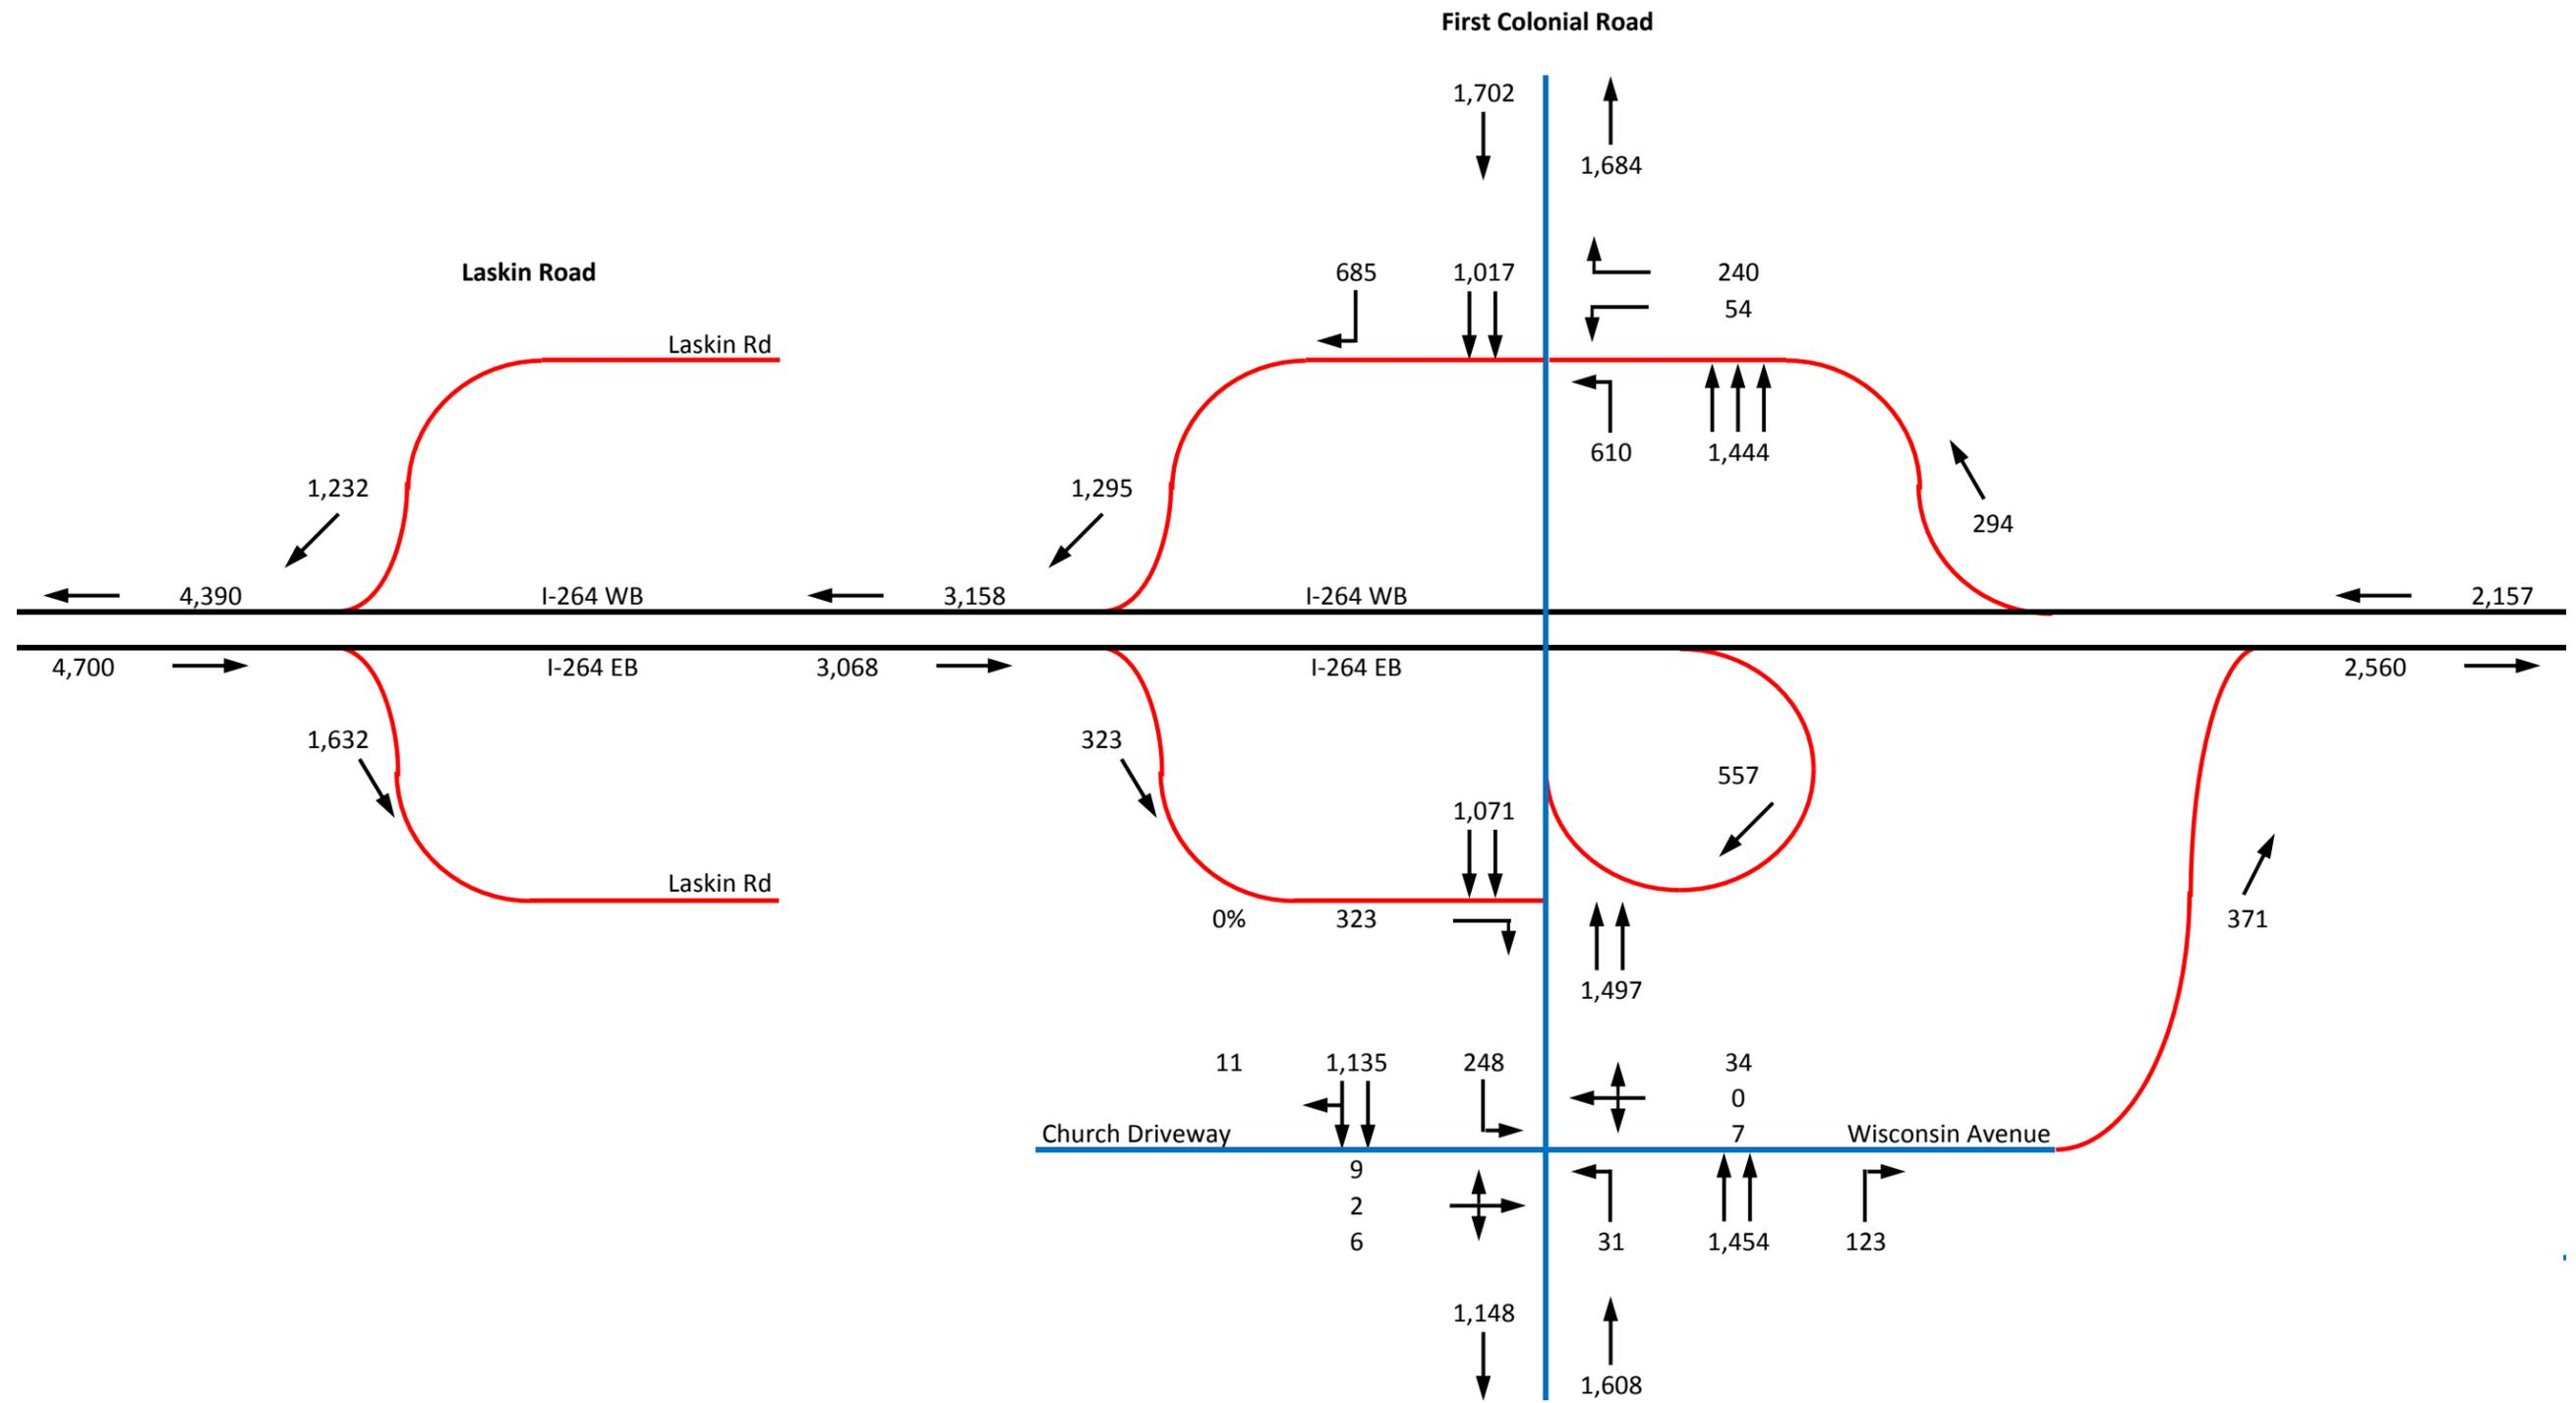 First Colonial Road
1,702
1,684
Laskin Road
685 1,017 240
54
Laskin Rd
610 1,444
1,232 1,295
294
4,390 I-264 WB 3,158 I-264 WB 2,157
4,700 I-264 EB 3,068 I-264 EB 2,560
1,632 323
557
1,071
Laskin Rd
0% 323 371
1,497
11 1,135 248 34
0
Church Driveway 7 Wisconsin Avenue
9
2
6 31 1,454 123
1,148
1,608